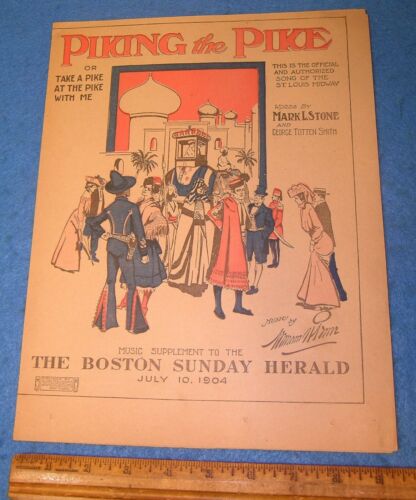 PIKING the PIKE
OR
TAKE A PIKE
AT THE PIKE
WITH ME
THIS IS THE OFFICIAL
AND AUTHORIZED
SONG OF THE
ST LOUIS MIDWAY
WORDS BY
MARK L. STONE
AND
GEORGE TOTTEN SMITH
MUSIC BY
MUSIC SUPPLEMENT TO THE
THE BOSTON SUNDAY HERALD
JULY 10, 1904